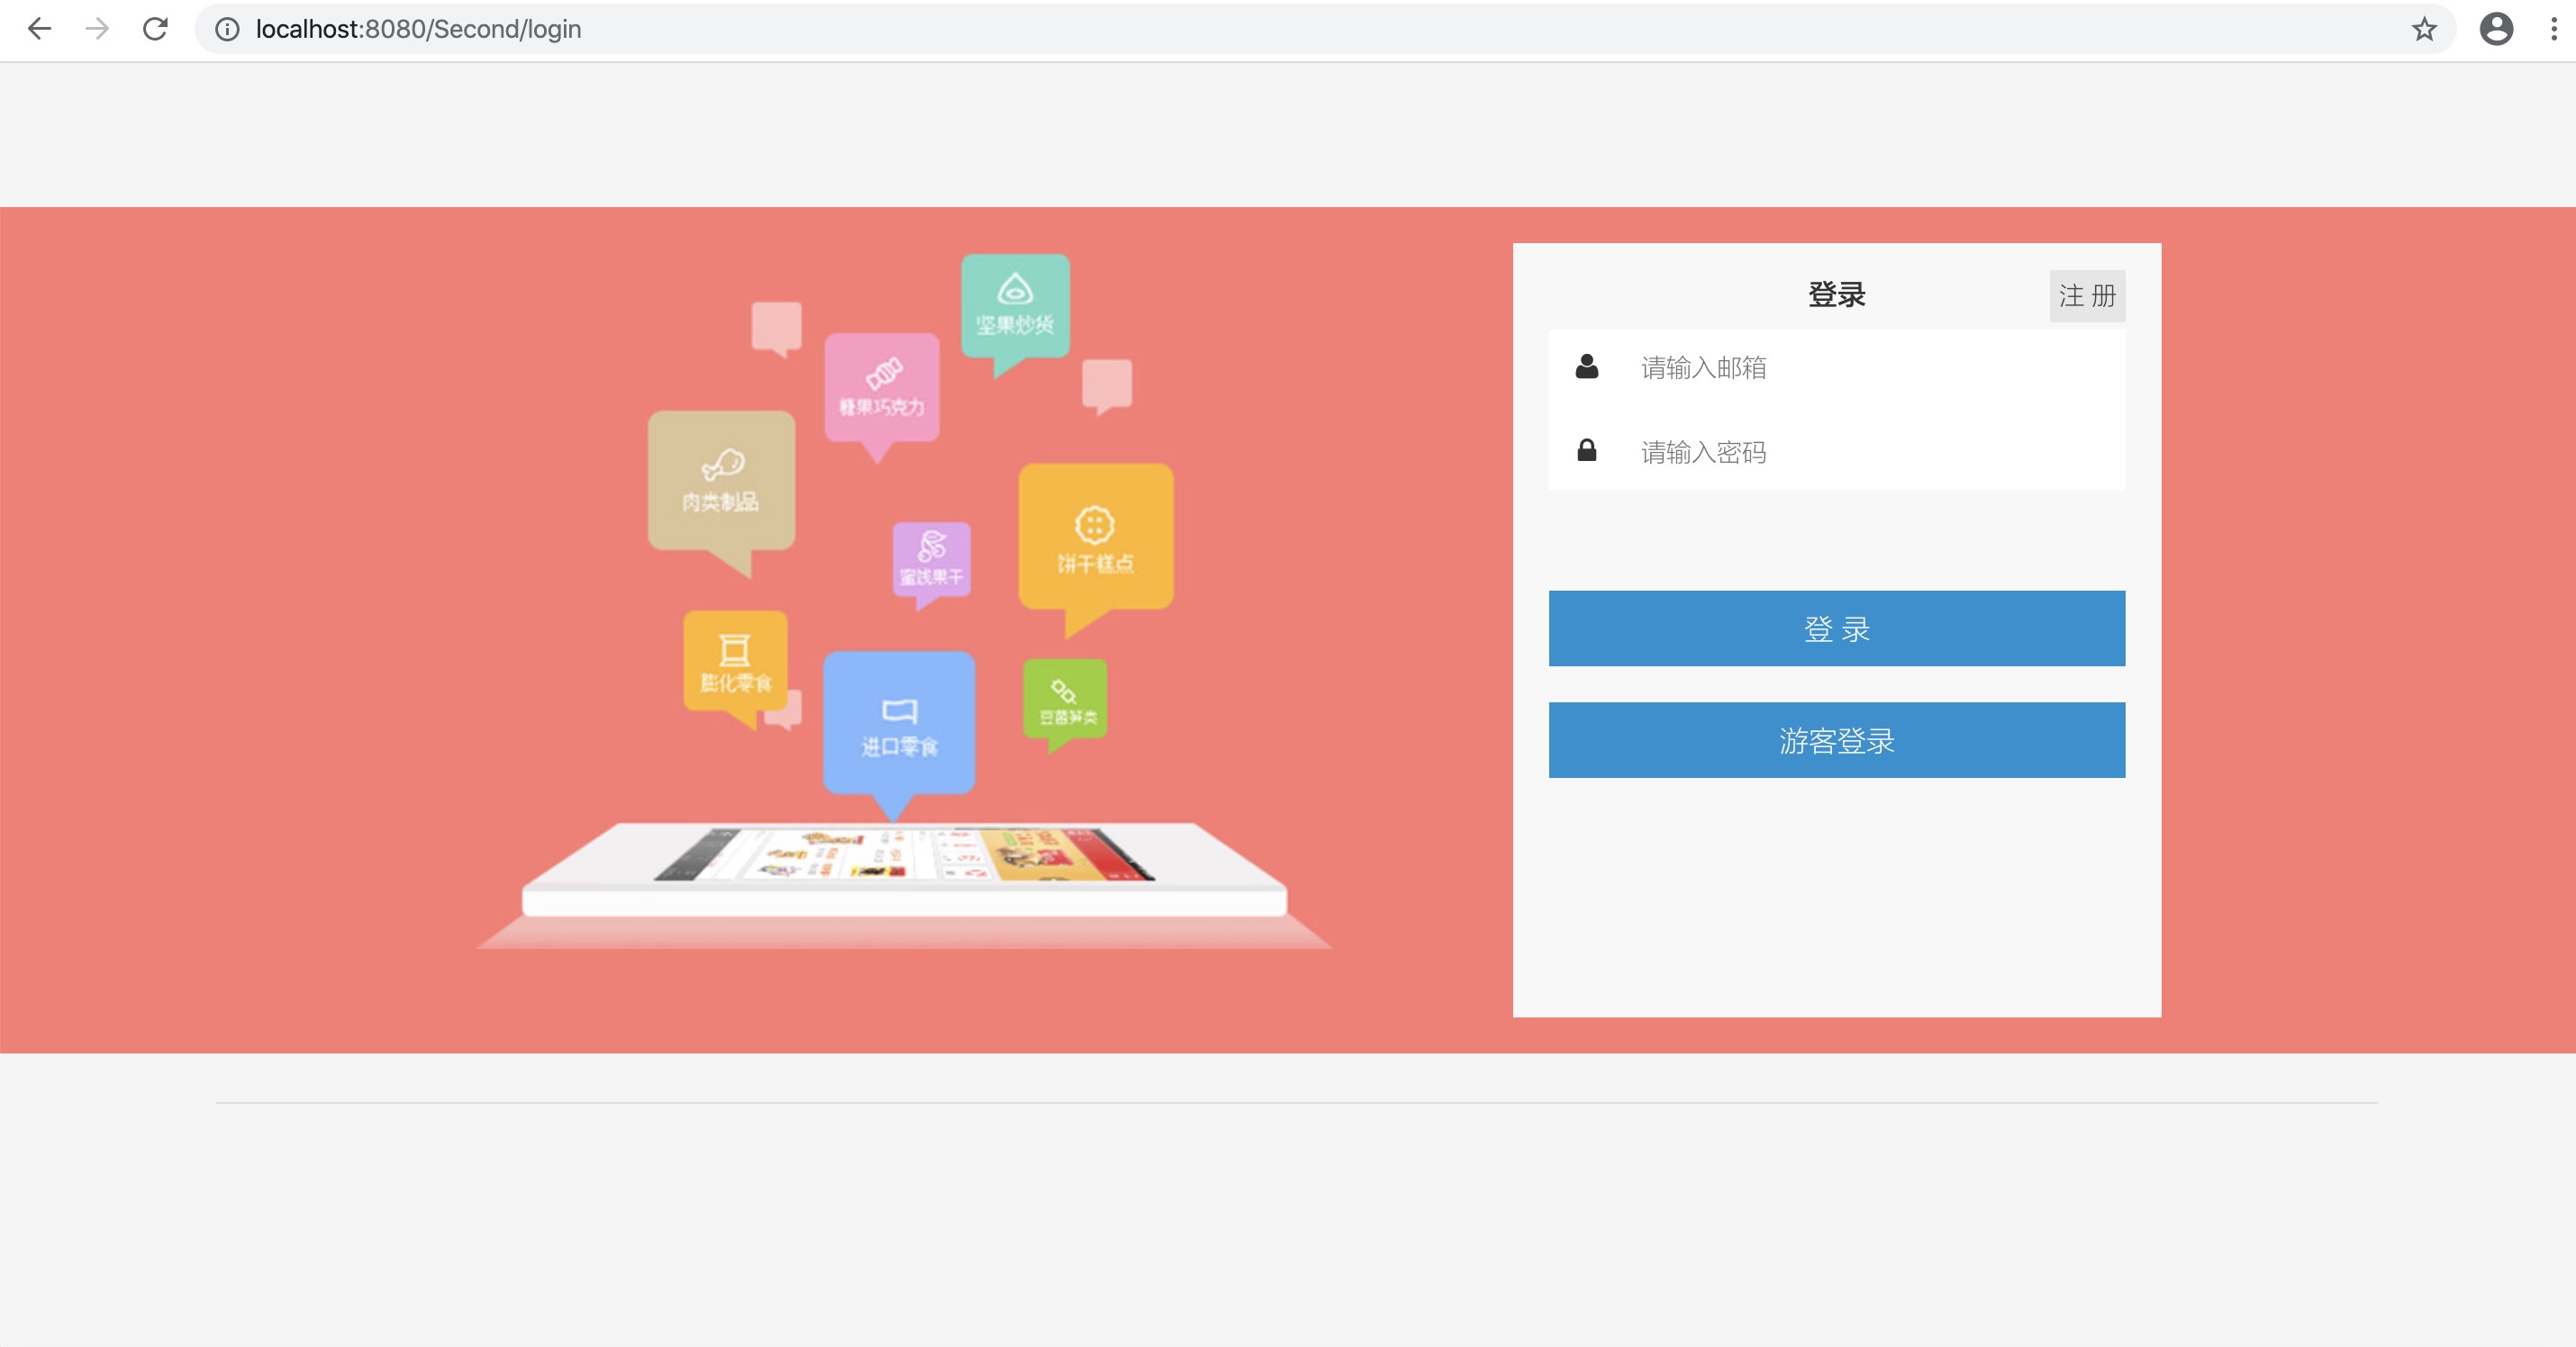 localhost:8080/Second/login
坚果炒货
糖果巧克力
肉类制品
饼干糕点
蜜饯果干
膨化零食
豆菌笋类
进口零食
登录
注 册
请输入邮箱
请输入密码
登 录
游客登录